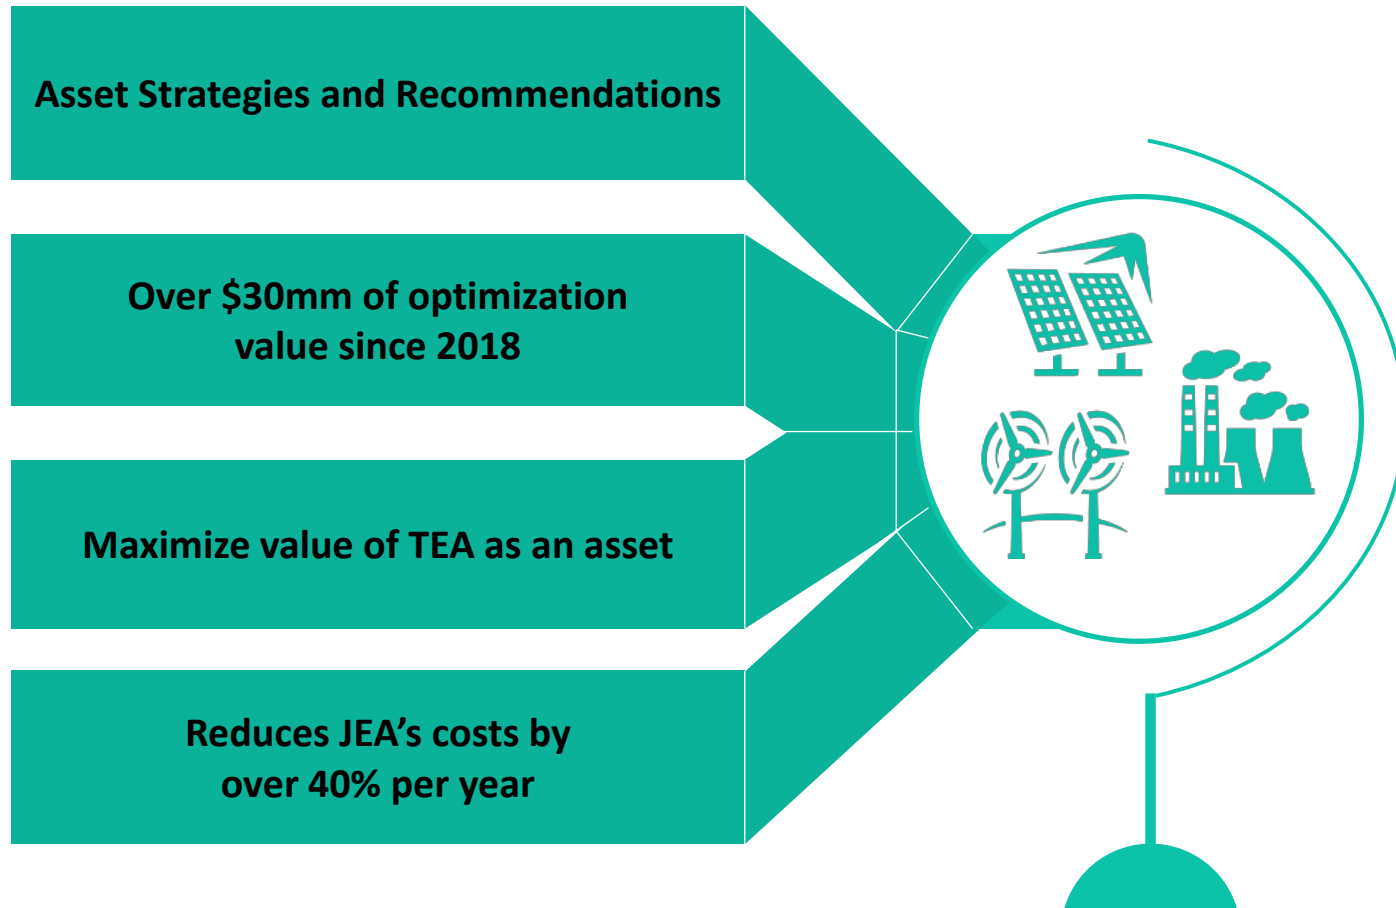 Asset Strategies and Recommendations
Over $30mm of optimization
value since 2018
Maximize value of TEA as an asset
Reduces JEA’s costs by
over 40% per year